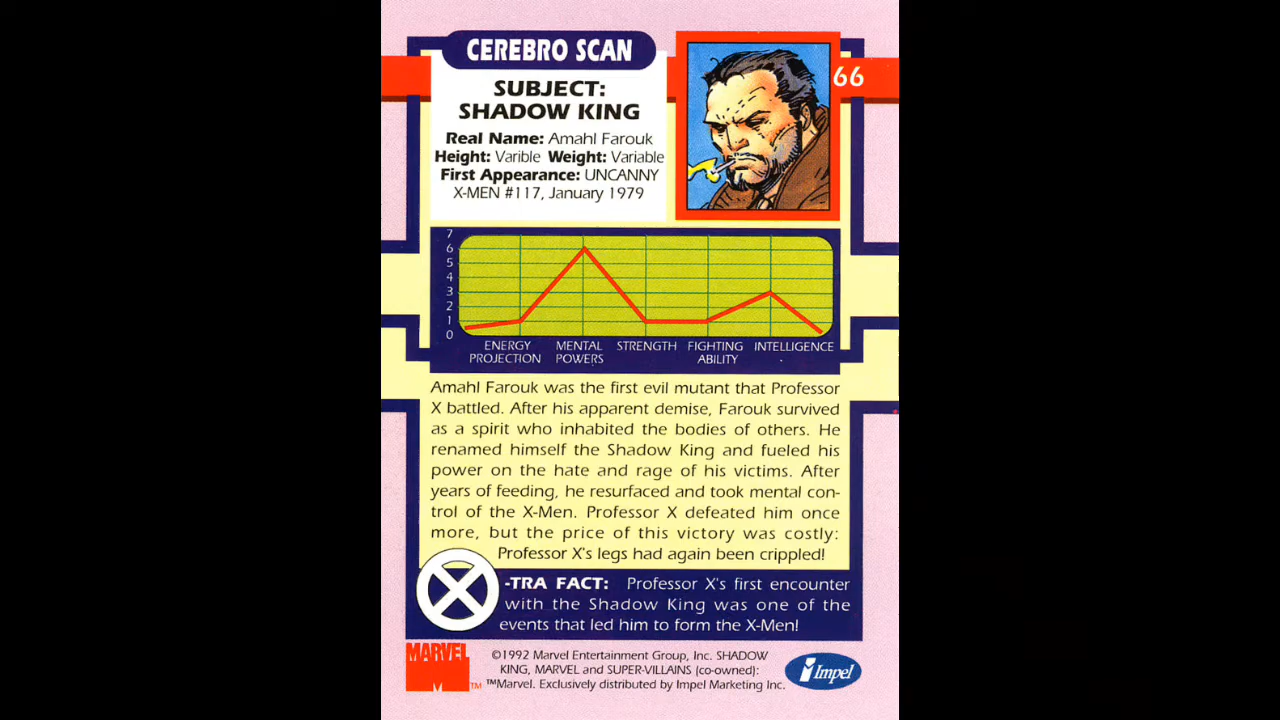 CEREBRO SCAN
66
SUBJECT:
SHADOW KING
Real Name: Amahl Farouk
Height: Varible Weight: Variable
First Appearance: UNCANNY
X-MEN #117, January 1979
7
6
5
4
3
2
1
0
ENERGY PROJECTION
MENTAL POWERS
STRENGTH
FIGHTING ABILITY
INTELLIGENCE
Amahl Farouk was the first evil mutant that Professor
X battled. After his apparent demise, Farouk survived
as a spirit who inhabited the bodies of others. He
renamed himself the Shadow King and fueled his
power on the hate and rage of his victims. After
years of feeding, he resurfaced and took mental con-
trol of the X-Men. Professor X defeated him once
more, but the price of this victory was costly:
Professor X's legs had again been crippled!
X-TRA FACT: Professor X's first encounter
with the Shadow King was one of the
events that led him to form the X-Men!
MARVEL
M
TM
©1992 Marvel Entertainment Group, Inc. SHADOW
KING, MARVEL and SUPER-VILLAINS (co-owned):
™Marvel. Exclusively distributed by Impel Marketing Inc.
Impel